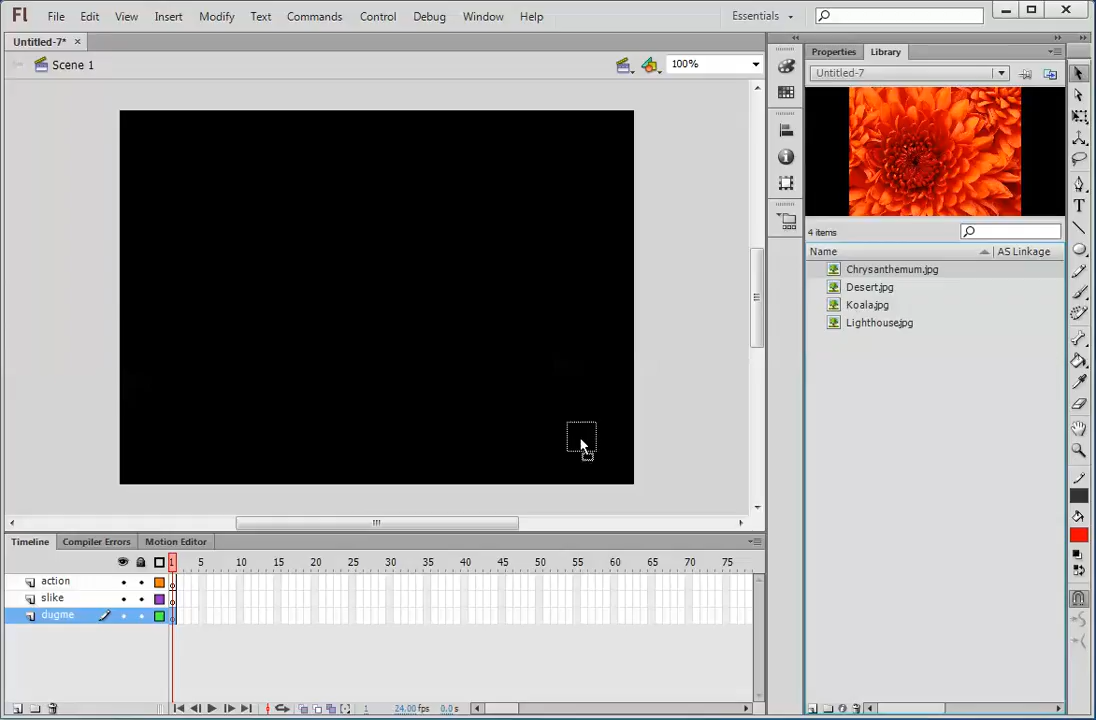 Fl File Edit View Insert Modify Text Commands Control Debug Window Help Essentials
Untitled-7*
Scene 1 100%
Properties Library
Untitled-7
4 items
Name AS Linkage
Chrysanthemum.jpg
Desert.jpg
Koala.jpg
Lighthouse.jpg
Timeline Compiler Errors Motion Editor
1 5 10 15 20 25 30 35 40 45 50 55 60 65 70 75
action
slike
dugme
1 24.00 fps 0.0 s
T